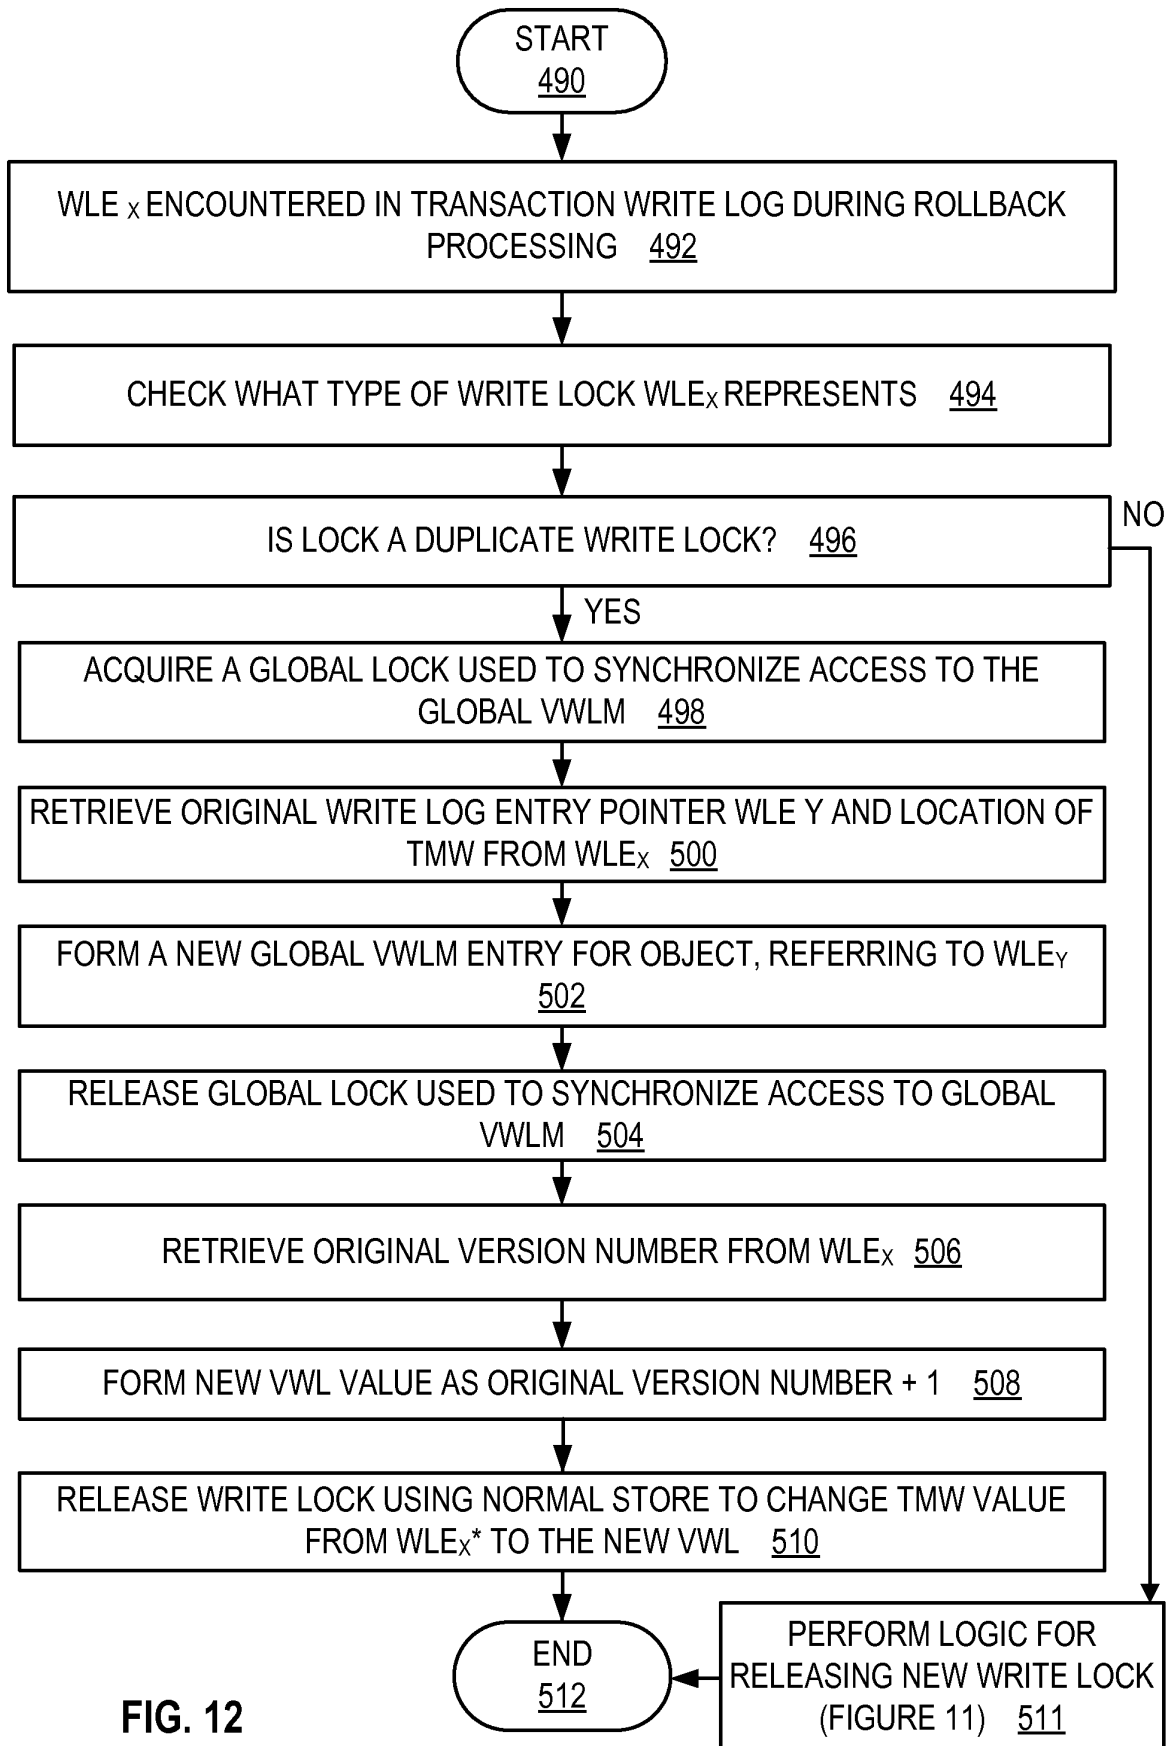 START
490
WLE X ENCOUNTERED IN TRANSACTION WRITE LOG DURING ROLLBACK
PROCESSING 492
CHECK WHAT TYPE OF WRITE LOCK WLEX REPRESENTS 494
IS LOCK A DUPLICATE WRITE LOCK? 496
NO
YES
ACQUIRE A GLOBAL LOCK USED TO SYNCHRONIZE ACCESS TO THE
GLOBAL VWLM 498
RETRIEVE ORIGINAL WRITE LOG ENTRY POINTER WLE Y AND LOCATION OF
TMW FROM WLEX 500
FORM A NEW GLOBAL VWLM ENTRY FOR OBJECT, REFERRING TO WLEY
502
RELEASE GLOBAL LOCK USED TO SYNCHRONIZE ACCESS TO GLOBAL
VWLM 504
RETRIEVE ORIGINAL VERSION NUMBER FROM WLEX 506
FORM NEW VWL VALUE AS ORIGINAL VERSION NUMBER + 1 508
RELEASE WRITE LOCK USING NORMAL STORE TO CHANGE TMW VALUE
FROM WLEX* TO THE NEW VWL 510
END
512
PERFORM LOGIC FOR
RELEASING NEW WRITE LOCK
(FIGURE 11) 511
FIG. 12